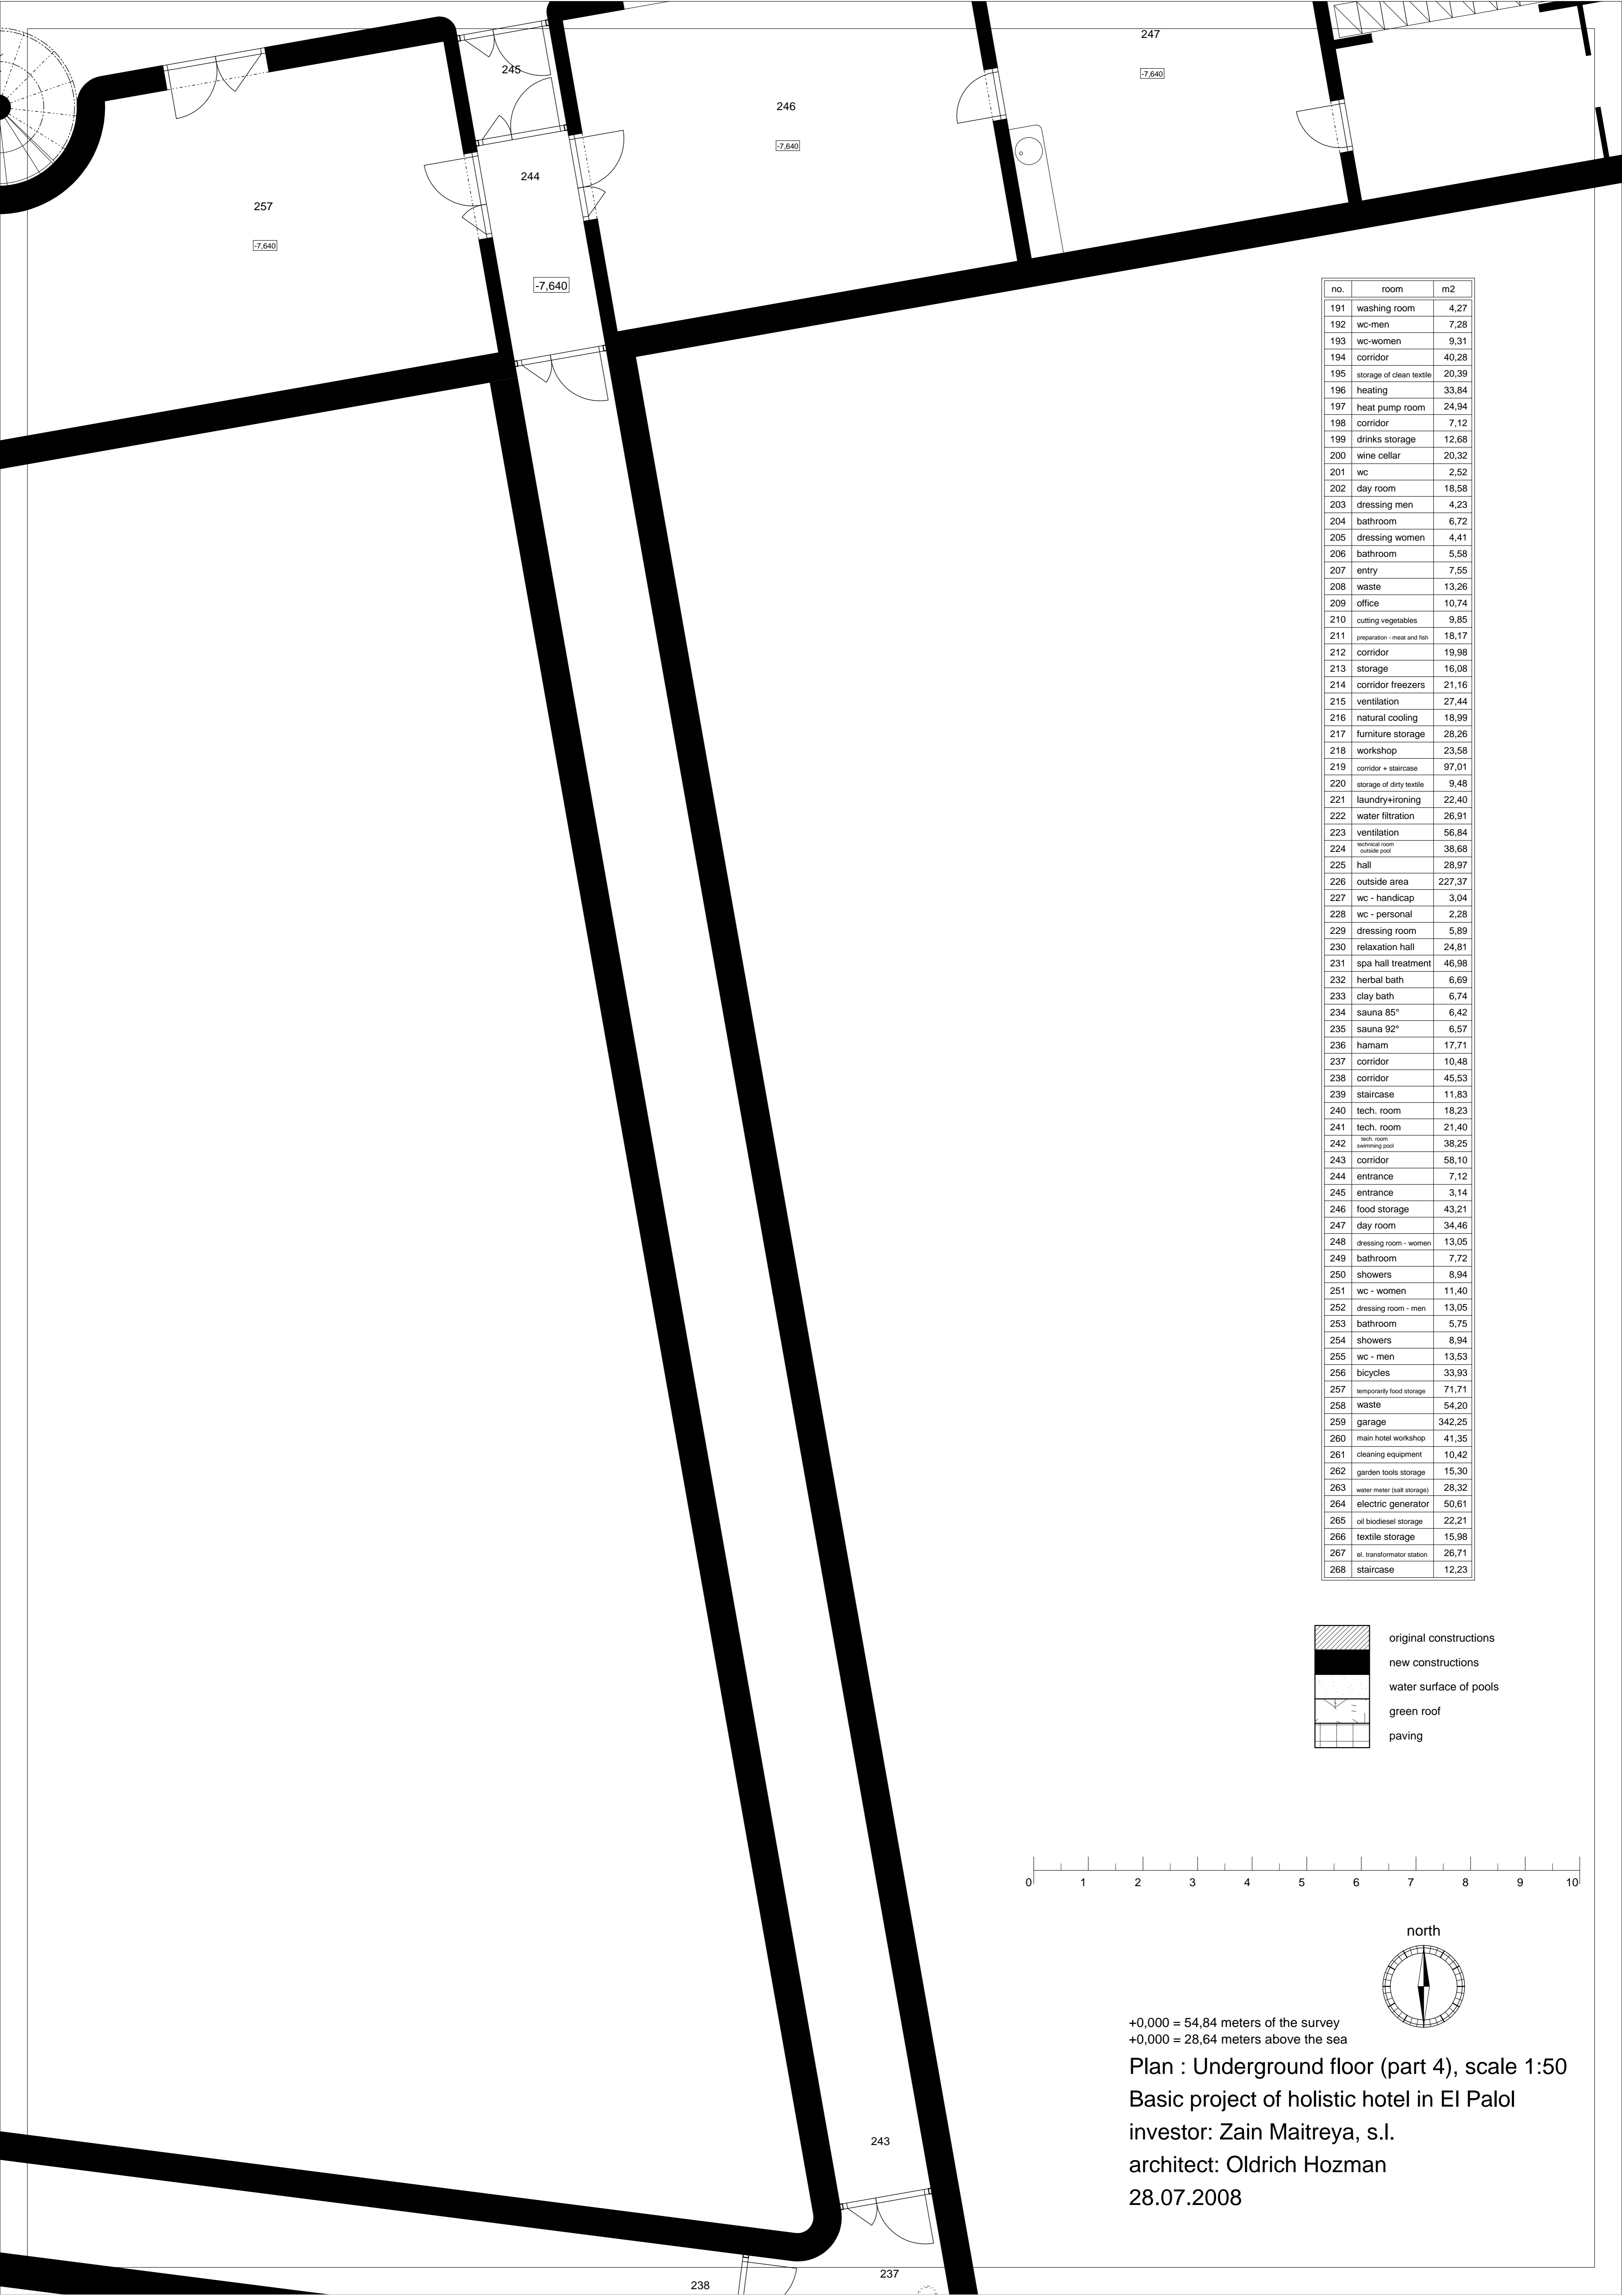 247
245
246
-7,640
-7,640
244
257
-7,640
-7,640
no. room m2
191 washing room 4,27
192 wc-men 7,28
193 wc-women 9,31
194 corridor 40,28
195 storage of clean textile 20,39
196 heating 33,84
197 heat pump room 24,94
198 corridor 7,12
199 drinks storage 12,68
200 wine cellar 20,32
201 wc 2,52
202 day room 18,58
203 dressing men 4,23
204 bathroom 6,72
205 dressing women 4,41
206 bathroom 5,58
207 entry 7,55
208 waste 13,26
209 office 10,74
210 cutting vegetables 9,85
211 preparation - meat and fish 18,17
212 corridor 19,98
213 storage 16,08
214 corridor freezers 21,16
215 ventilation 27,44
216 natural cooling 18,99
217 furniture storage 28,26
218 workshop 23,58
219 corridor + staircase 97,01
220 storage of dirty textile 9,48
221 laundry+ironing 22,40
222 water filtration 26,91
223 ventilation 56,84
224 technical room outside pool 38,68
225 hall 28,97
226 outside area 227,37
227 wc - handicap 3,04
228 wc - personal 2,28
229 dressing room 5,89
230 relaxation hall 24,81
231 spa hall treatment 46,98
232 herbal bath 6,69
233 clay bath 6,74
234 sauna 85° 6,42
235 sauna 92° 6,57
236 hamam 17,71
237 corridor 10,48
238 corridor 45,53
239 staircase 11,83
240 tech. room 18,23
241 tech. room 21,40
242 tech. room swimming pool 38,25
243 corridor 58,10
244 entrance 7,12
245 entrance 3,14
246 food storage 43,21
247 day room 34,46
248 dressing room - women 13,05
249 bathroom 7,72
250 showers 8,94
251 wc - women 11,40
252 dressing room - men 13,05
253 bathroom 5,75
254 showers 8,94
255 wc - men 13,53
256 bicycles 33,93
257 temporarily food storage 71,71
258 waste 54,20
259 garage 342,25
260 main hotel workshop 41,35
261 cleaning equipment 10,42
262 garden tools storage 15,30
263 water meter (salt storage) 28,32
264 electric generator 50,61
265 oil biodiesel storage 22,21
266 textile storage 15,98
267 el. transformator station 26,71
268 staircase 12,23
original constructions
new constructions
water surface of pools
green roof
paving
0 1 2 3 4 5 6 7 8 9 10
north
+0,000 = 54,84 meters of the survey
+0,000 = 28,64 meters above the sea
Plan : Underground floor (part 4), scale 1:50
Basic project of holistic hotel in El Palol
investor: Zain Maitreya, s.l.
architect: Oldrich Hozman
28.07.2008
243
237
238